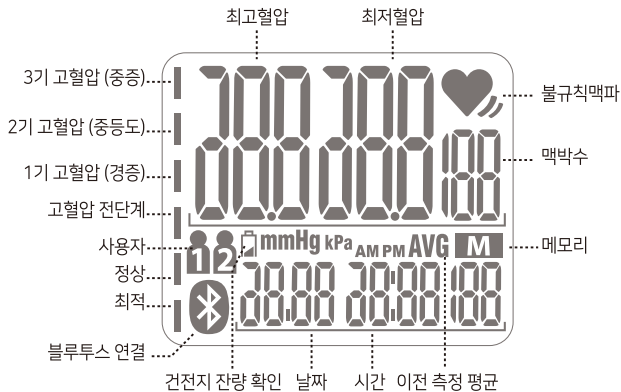 최고혈압 최저혈압
3기 고혈압 (중증)
불규칙맥파
2기 고혈압 (중등도)
맥박수
1기 고혈압 (경증)
고혈압 전단계
사용자
1 2 mmHg kPa AM PM AVG M
메모리
정상
최적
블루투스 연결
건전지 잔량 확인 날짜 시간 이전 측정 평균